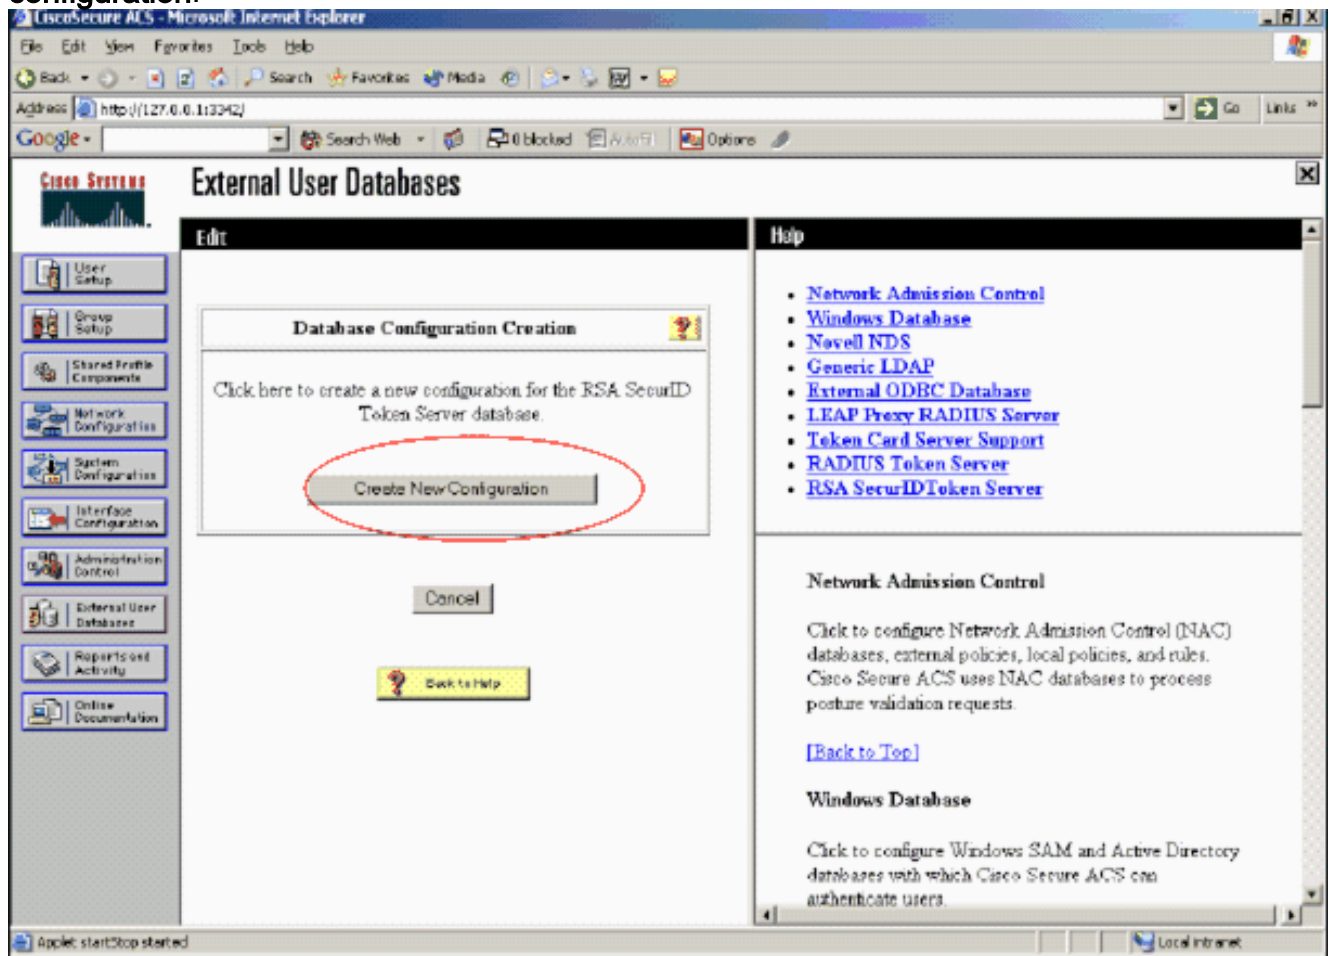 configuration.
CiscoSecure ACS - Microsoft Internet Explorer
File Edit View Favorites Tools Help
Back Search Favorites Media
Address http://127.0.0.1:3342/ Go Links »
Google Search Web 0 blocked AutoFill Options
CISCO SYSTEMS
External User Databases
Edit
Help
User
Setup
Group
Setup
Shared Profile
Components
Network
Configuration
System
Configuration
Interface
Configuration
Administration
Control
External User
Databases
Reports and
Activity
Online
Documentation
Database Configuration Creation
Click here to create a new configuration for the RSA SecurID
Token Server database.
Create New Configuration
Cancel
Back to Help
• Network Admission Control
• Windows Database
• Novell NDS
• Generic LDAP
• External ODBC Database
• LEAP Proxy RADIUS Server
• Token Card Server Support
• RADIUS Token Server
• RSA SecurIDToken Server
Network Admission Control
Click to configure Network Admission Control (NAC)
databases, external policies, local policies, and rules.
Cisco Secure ACS uses NAC databases to process
posture validation requests.
[Back to Top]
Windows Database
Click to configure Windows SAM and Active Directory
databases with which Cisco Secure ACS can
authenticate users.
Applet startStop started
Local intranet